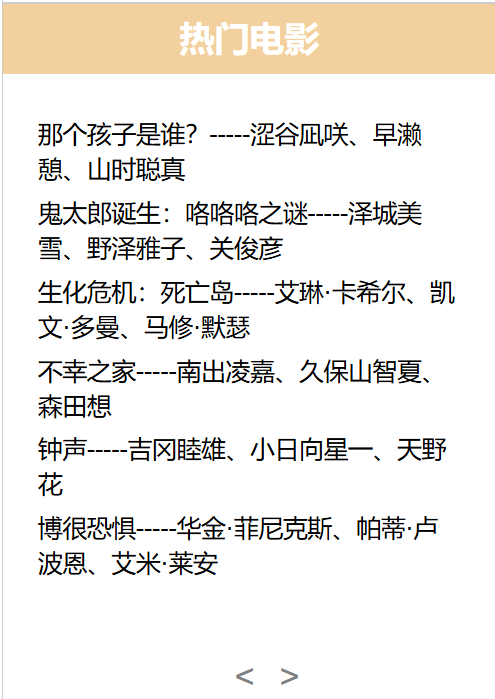 热门电影
那个孩子是谁？-----涩谷凪咲、早濑
憩、山时聪真
鬼太郎诞生：咯咯咯之谜-----泽城美
雪、野泽雅子、关俊彦
生化危机：死亡岛-----艾琳·卡希尔、凯
文·多曼、马修·默瑟
不幸之家-----南出凌嘉、久保山智夏、
森田想
钟声-----吉冈睦雄、小日向星一、天野
花
博很恐惧-----华金·菲尼克斯、帕蒂·卢
波恩、艾米·莱安
< >